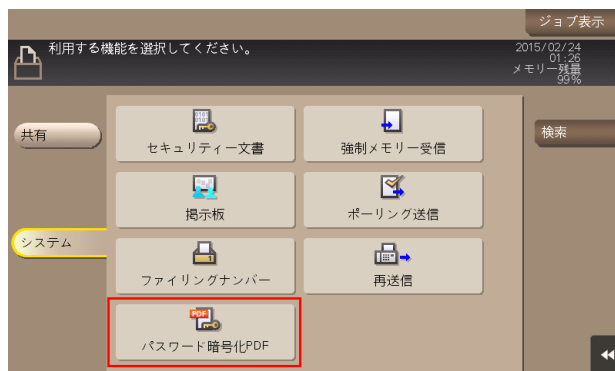 ジョブ表示
利用する機能を選択してください。
2015/02/24
01:26
メモリー残量
99%
共有
セキュリティー文書
強制メモリー受信
検索
掲示板
ポーリング送信
システム
ファイリングナンバー
再送信
PDF
パスワード暗号化PDF